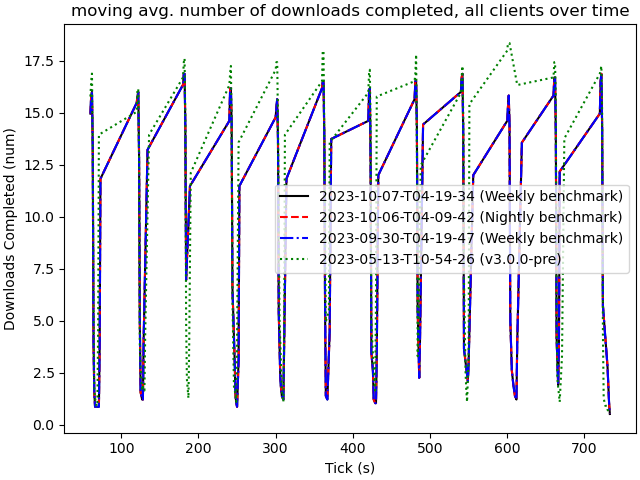 moving avg. number of downloads completed, all clients over time
Downloads Completed (num)
17.5
15.0
12.5
10.0
7.5
5.0
2.5
0.0
2023-10-07-T04-19-34 (Weekly benchmark)
2023-10-06-T04-09-42 (Nightly benchmark)
2023-09-30-T04-19-47 (Weekly benchmark)
2023-05-13-T10-54-26 (v3.0.0-pre)
100 200 300 400 500 600 700
Tick (s)